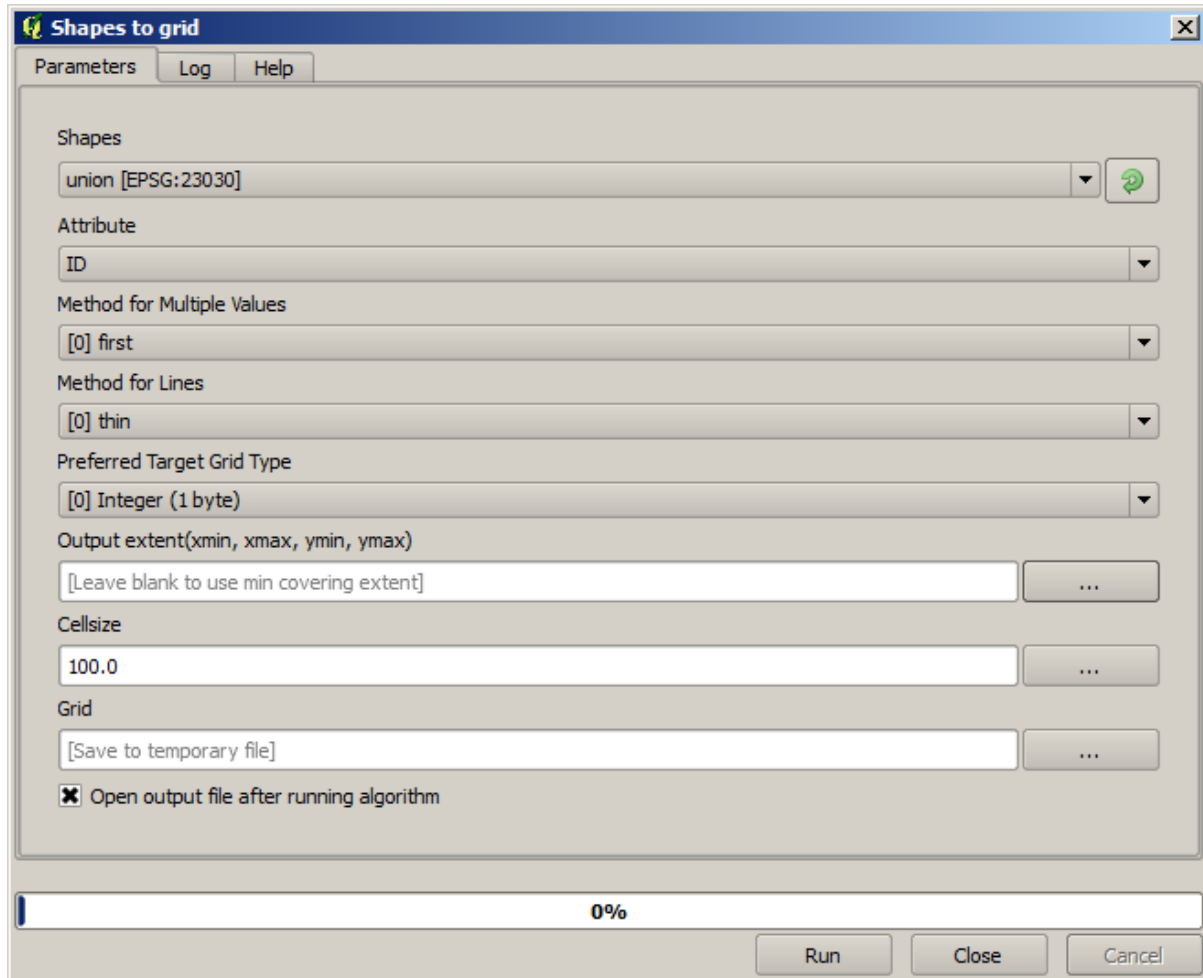 Shapes to grid
Parameters Log Help
Shapes
union [EPSG:23030]
Attribute
ID
Method for Multiple Values
[0] first
Method for Lines
[0] thin
Preferred Target Grid Type
[0] Integer (1 byte)
Output extent(xmin, xmax, ymin, ymax)
[Leave blank to use min covering extent] ...
Cellsize
100.0 ...
Grid
[Save to temporary file] ...
Open output file after running algorithm
0%
Run Close Cancel